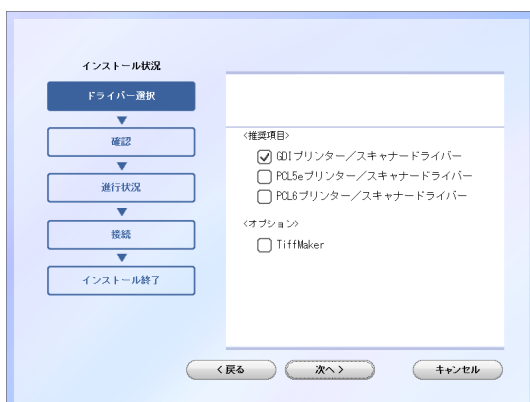 インストール状況
ドライバー選択
確認
進行状況
接続
インストール終了
<推奨項目>
GDIプリンター／スキャナードライバー
PCL5eプリンター／スキャナードライバー
PCL6プリンター／スキャナードライバー
<オプション>
TiffMaker
< 戻る
次へ >
キャンセル